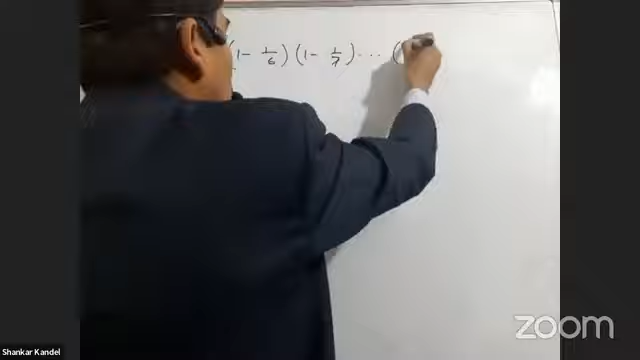 (1 - 1/6) (1 - 1/7) ... (
Shankar Kandel
zoom